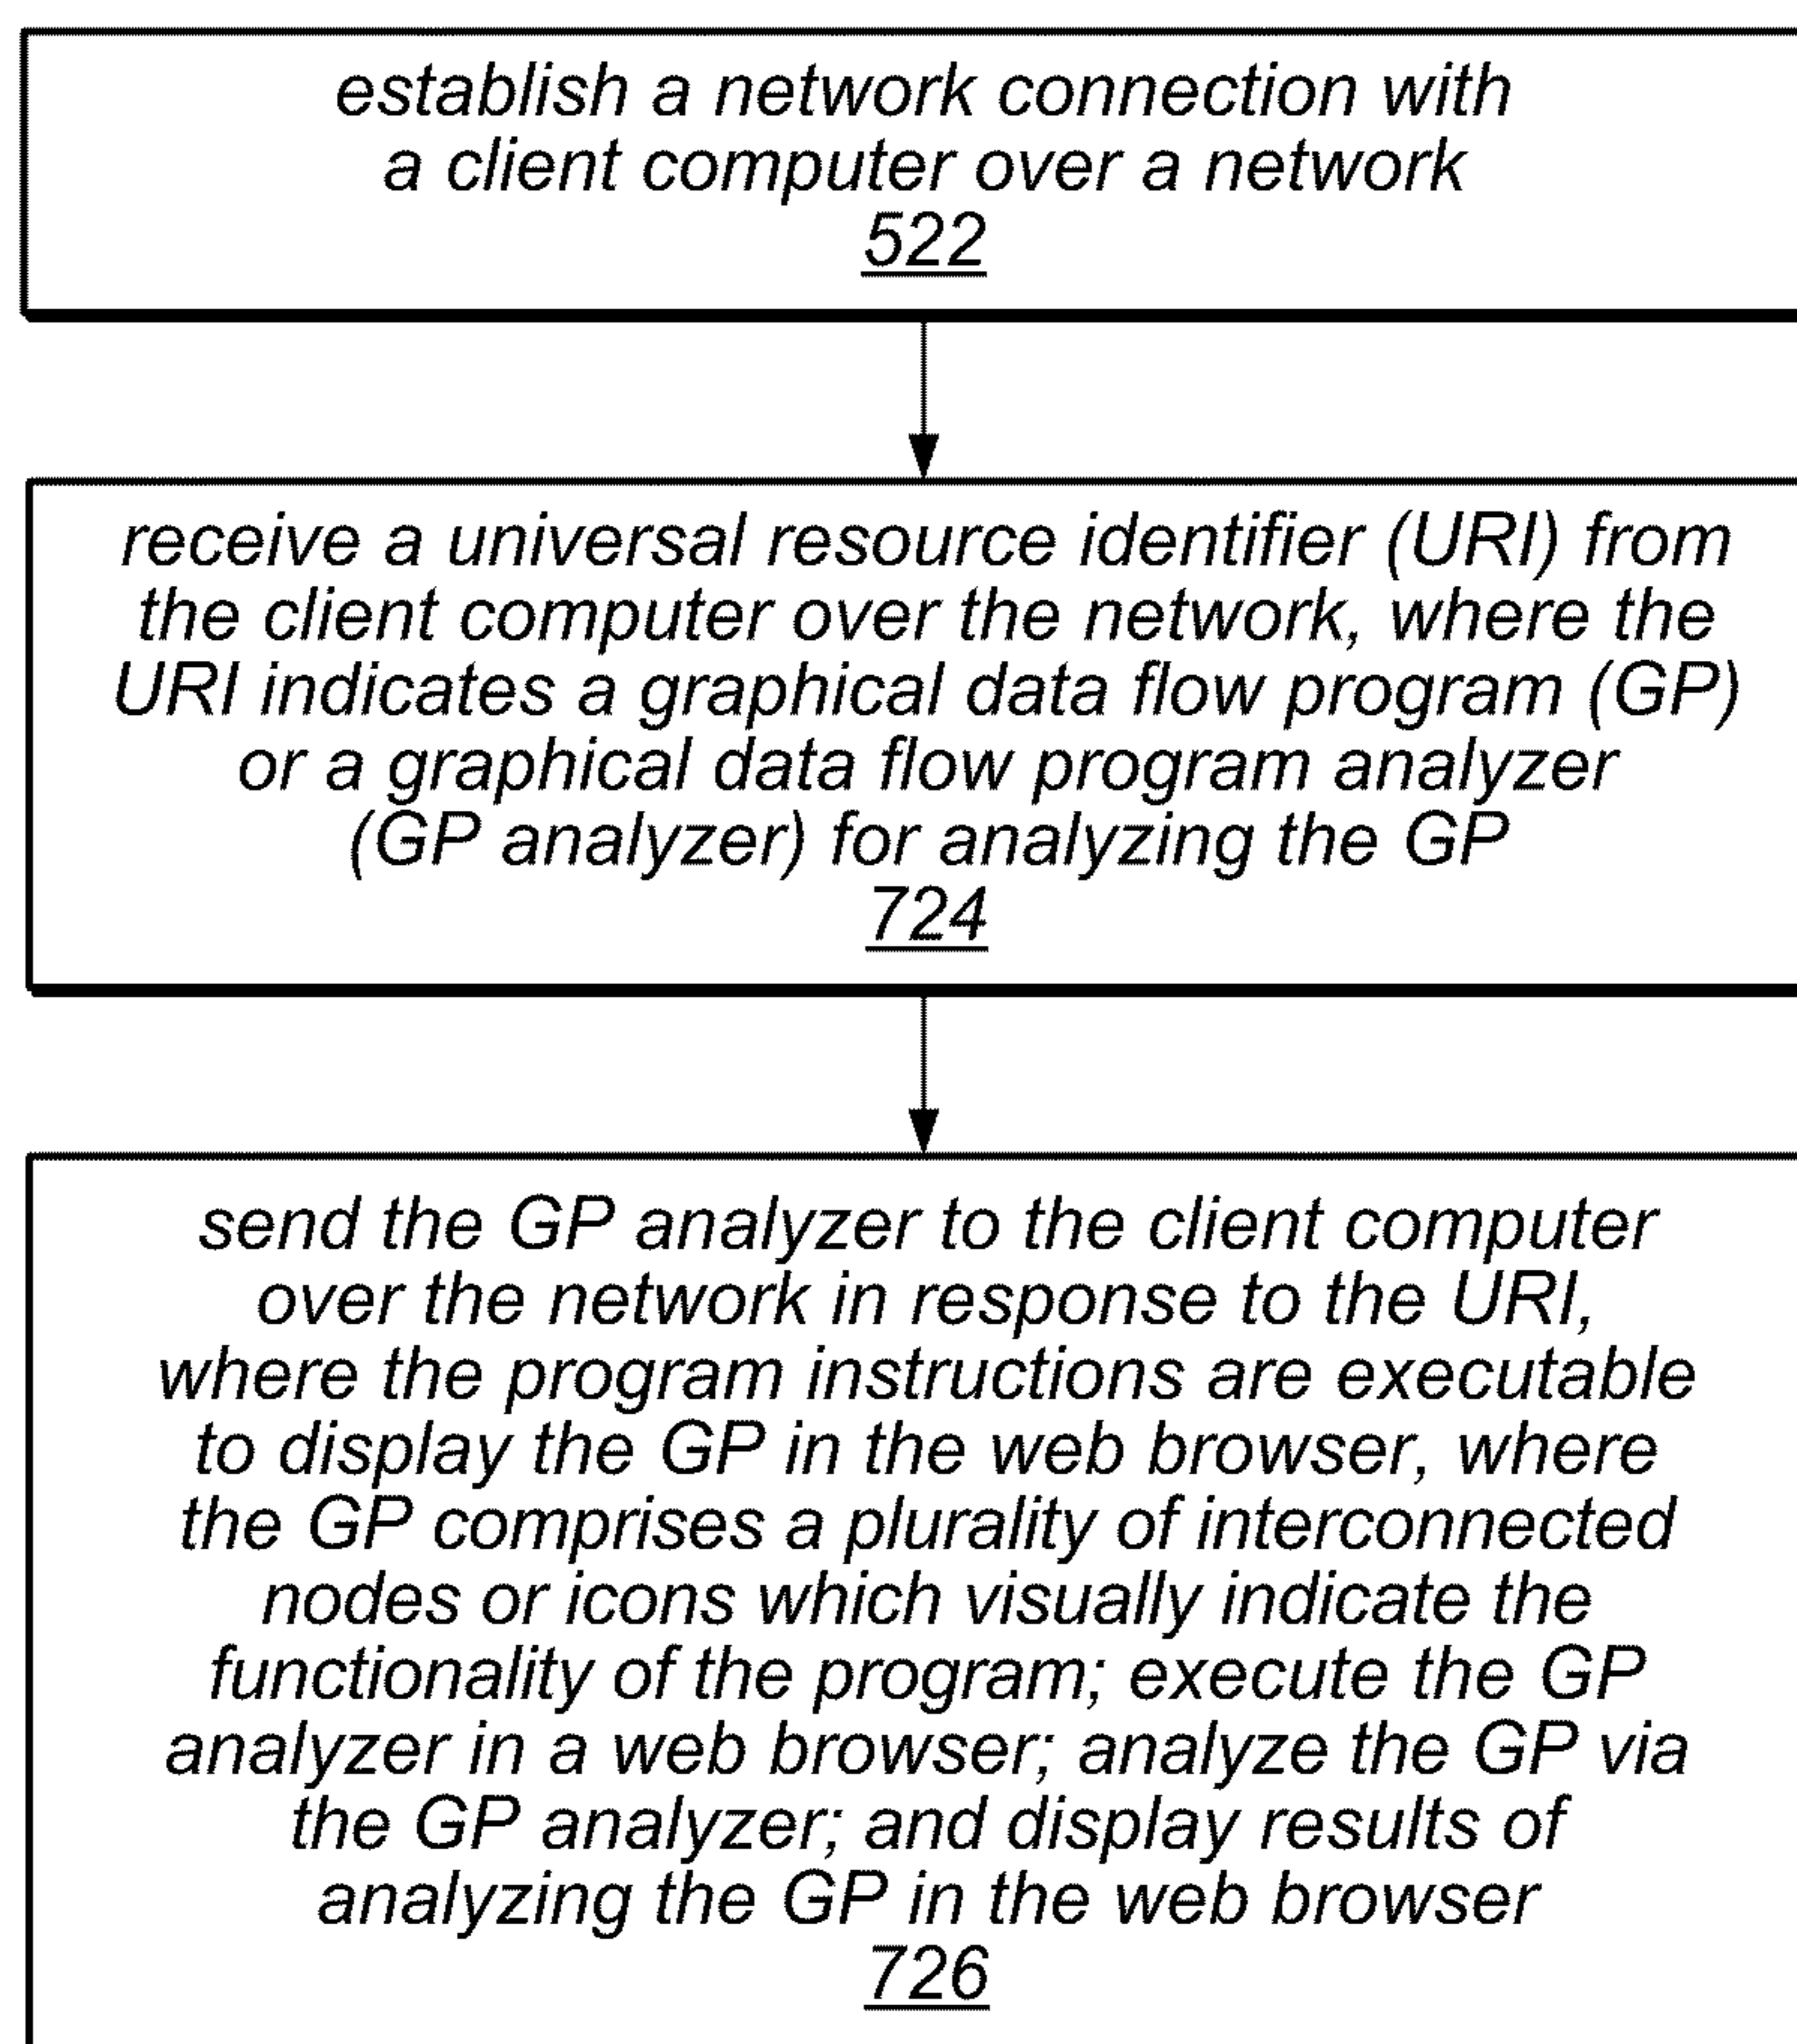 establish a network connection with
a client computer over a network
522
receive a universal resource identifier (URI) from
the client computer over the network, where the
URI indicates a graphical data flow program (GP)
or a graphical data flow program analyzer
(GP analyzer) for analyzing the GP
724
send the GP analyzer to the client computer
over the network in response to the URI,
where the program instructions are executable
to display the GP in the web browser, where
the GP comprises a plurality of interconnected
nodes or icons which visually indicate the
functionality of the program; execute the GP
analyzer in a web browser; analyze the GP via
the GP analyzer; and display results of
analyzing the GP in the web browser
726